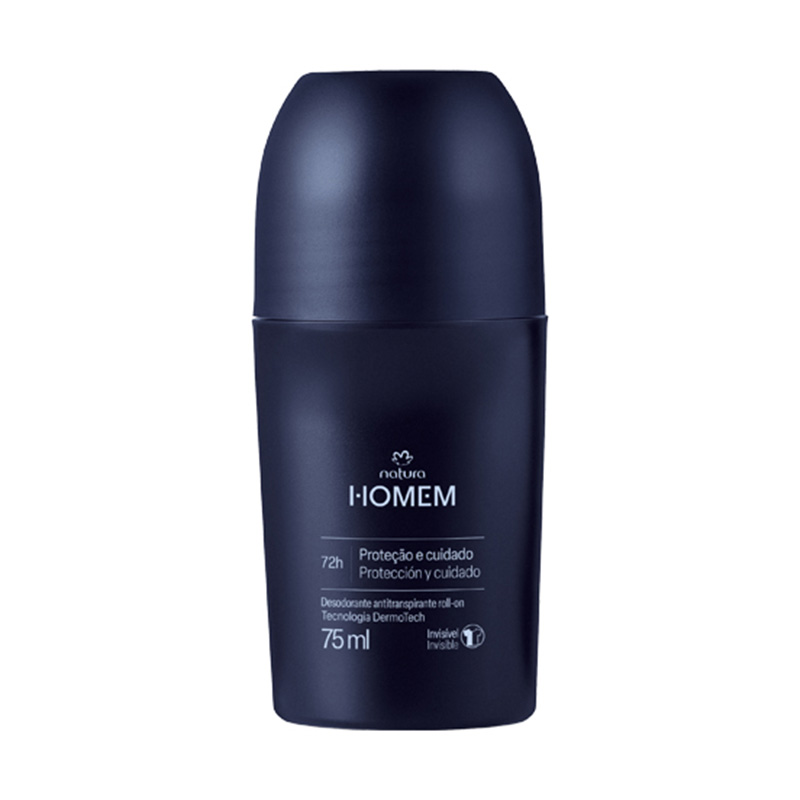 natura
HOMEM
72h
Proteção e cuidado
Protección y cuidado
Desodorante antitranspirante roll-on
Tecnologia DermoTech
75 ml
Invisível
Invisible